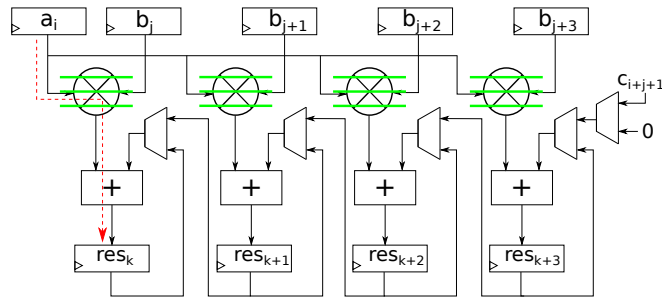 a_i b_j b_{j+1} b_{j+2} b_{j+3}
c_{i+j+1}
0
+ + + +
res_k res_{k+1} res_{k+2} res_{k+3}